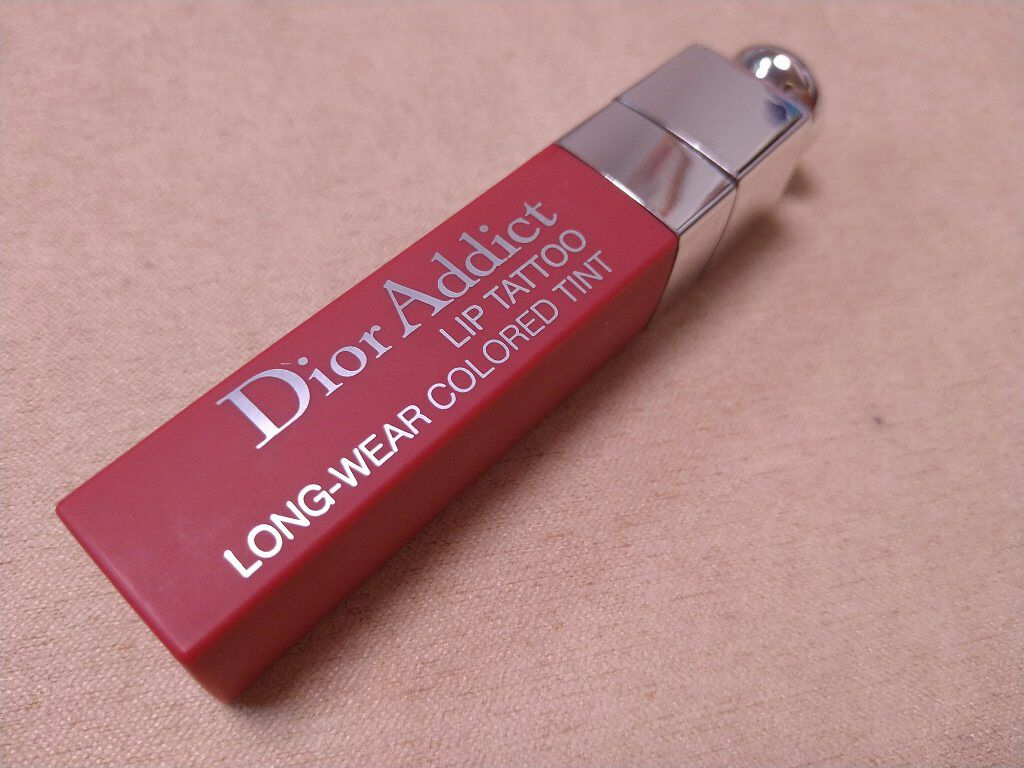 Dior Addict
LIP TATTOO
LONG-WEAR COLORED TINT